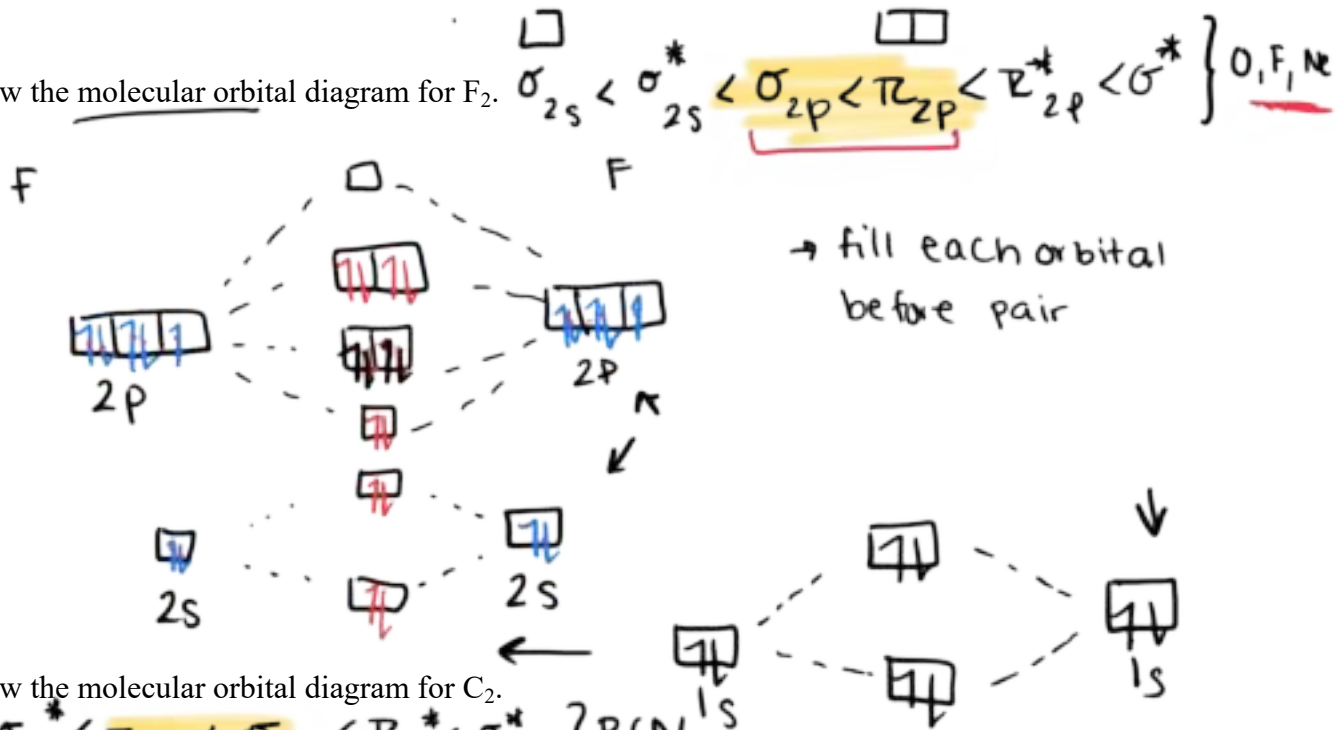 w the molecular orbital diagram for F₂. σ2s < σ*2s < σ2p < π2p < π*2p < σ* } O, F, Ne
F F
→ fill each orbital
before pair
2p 2p
2s 2s
1s 1s
w the molecular orbital diagram for C₂.